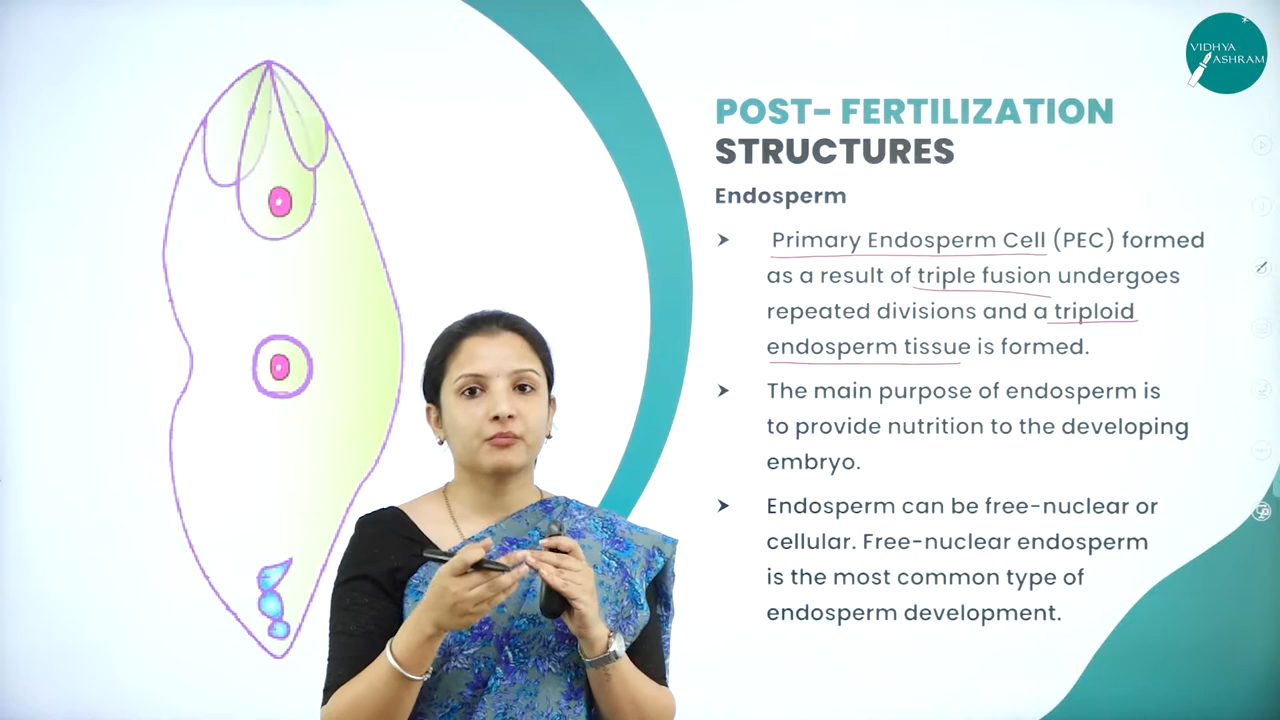 VIDHYA
ASHRAM
POST- FERTILIZATION
STRUCTURES
Endosperm
➤ Primary Endosperm Cell (PEC) formed
as a result of triple fusion undergoes
repeated divisions and a triploid
endosperm tissue is formed.
➤ The main purpose of endosperm is
to provide nutrition to the developing
embryo.
➤ Endosperm can be free-nuclear or
cellular. Free-nuclear endosperm
is the most common type of
endosperm development.